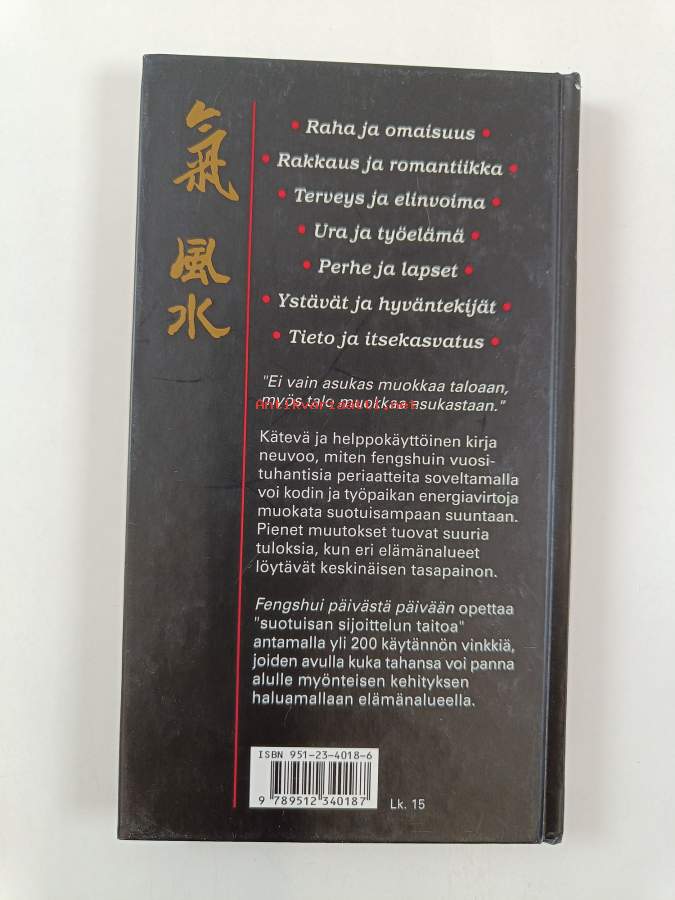 氣
風
水
• Raha ja omaisuus •
• Rakkaus ja romantiikka •
• Terveys ja elinvoima •
• Ura ja työelämä •
• Perhe ja lapset •
• Ystävät ja hyväntekijät •
• Tieto ja itsekasvatus •
"Ei vain asukas muokkaa taloaan,
myös talo muokkaa asukastaan."
Antikvariaatti.net
Kätevä ja helppokäyttöinen kirja
neuvoo, miten fengshuin vuosi-
tuhantisia periaatteita soveltamalla
voi kodin ja työpaikan energiavirtoja
muokata suotuisampaan suuntaan.
Pienet muutokset tuovat suuria
tuloksia, kun eri elämänalueet
löytävät keskinäisen tasapainon.
Fengshui päivästä päivään opettaa
"suotuisan sijoittelun taitoa"
antamalla yli 200 käytännön vinkkiä,
joiden avulla kuka tahansa voi panna
alulle myönteisen kehityksen
haluamallaan elämänalueella.
ISBN 951-23-4018-6
9 789512 340187
Lk. 15